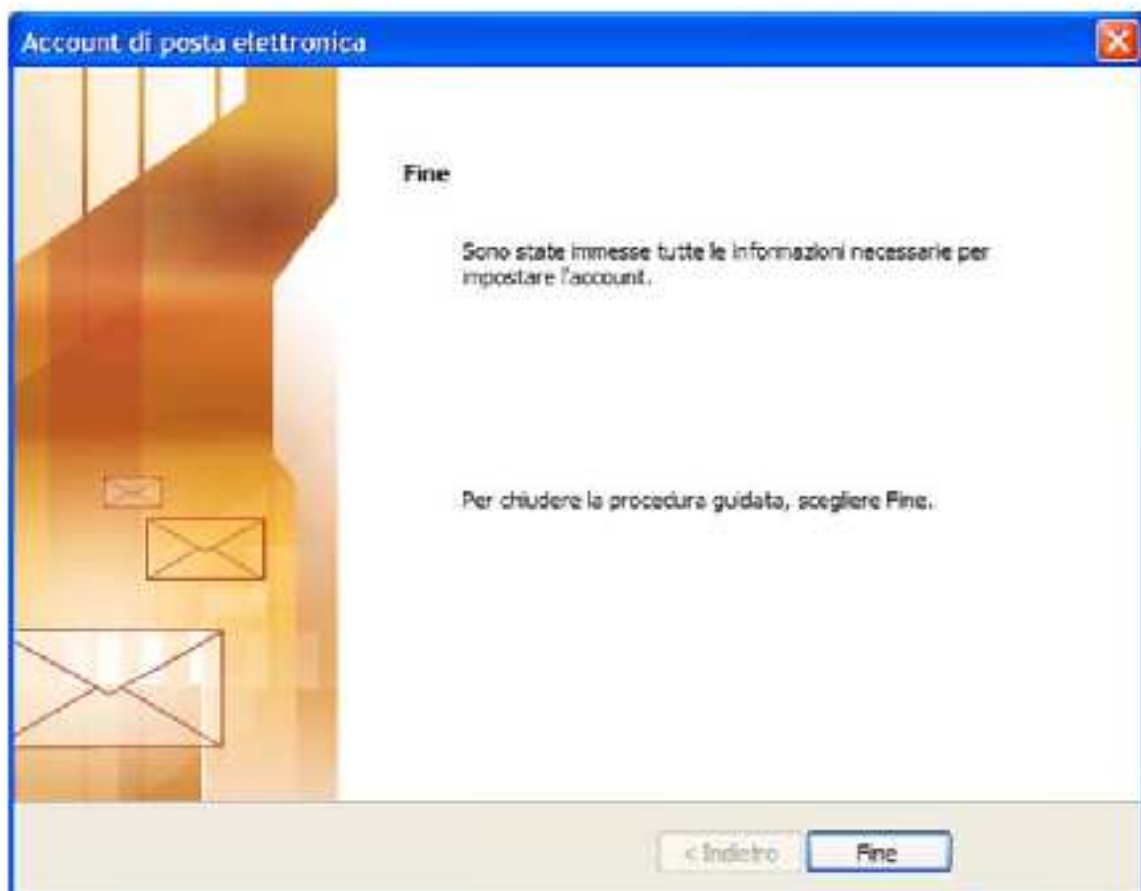 Account di posta elettronica
Fine
Sono state immesse tutte le informazioni necessarie per
impostare l'account.
Per chiudere la procedura guidata, scegliere Fine.
< Indietro
Fine